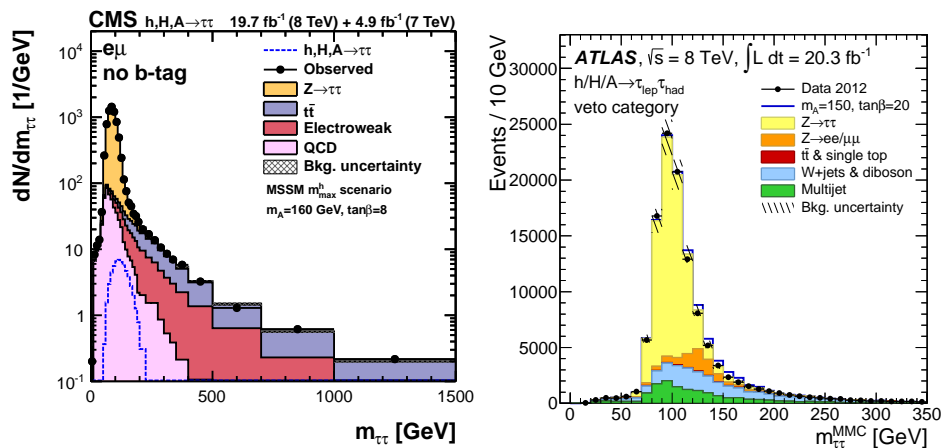 CMS h,H,A→ττ 19.7 fb⁻¹ (8 TeV) + 4.9 fb⁻¹ (7 TeV)
dN/dm_ττ [1/GeV]
10⁴
10³
10²
10
1
10⁻¹
eμ
no b-tag
h,H,A→ττ
Observed
Z→ττ
tt̄
Electroweak
QCD
Bkg. uncertainty
MSSM m^h_max scenario
m_A=160 GeV, tanβ=8
0 500 1000 1500
m_ττ [GeV]
Events / 10 GeV
30000
25000
20000
15000
10000
5000
0
ATLAS, √s = 8 TeV, ∫L dt = 20.3 fb⁻¹
h/H/A→τ_lep τ_had
veto category
Data 2012
m_A=150, tanβ=20
Z→ττ
Z→ee/μμ
tt̄ & single top
W+jets & diboson
Multijet
Bkg. uncertainty
0 50 100 150 200 250 300 350
m^MMC_ττ [GeV]